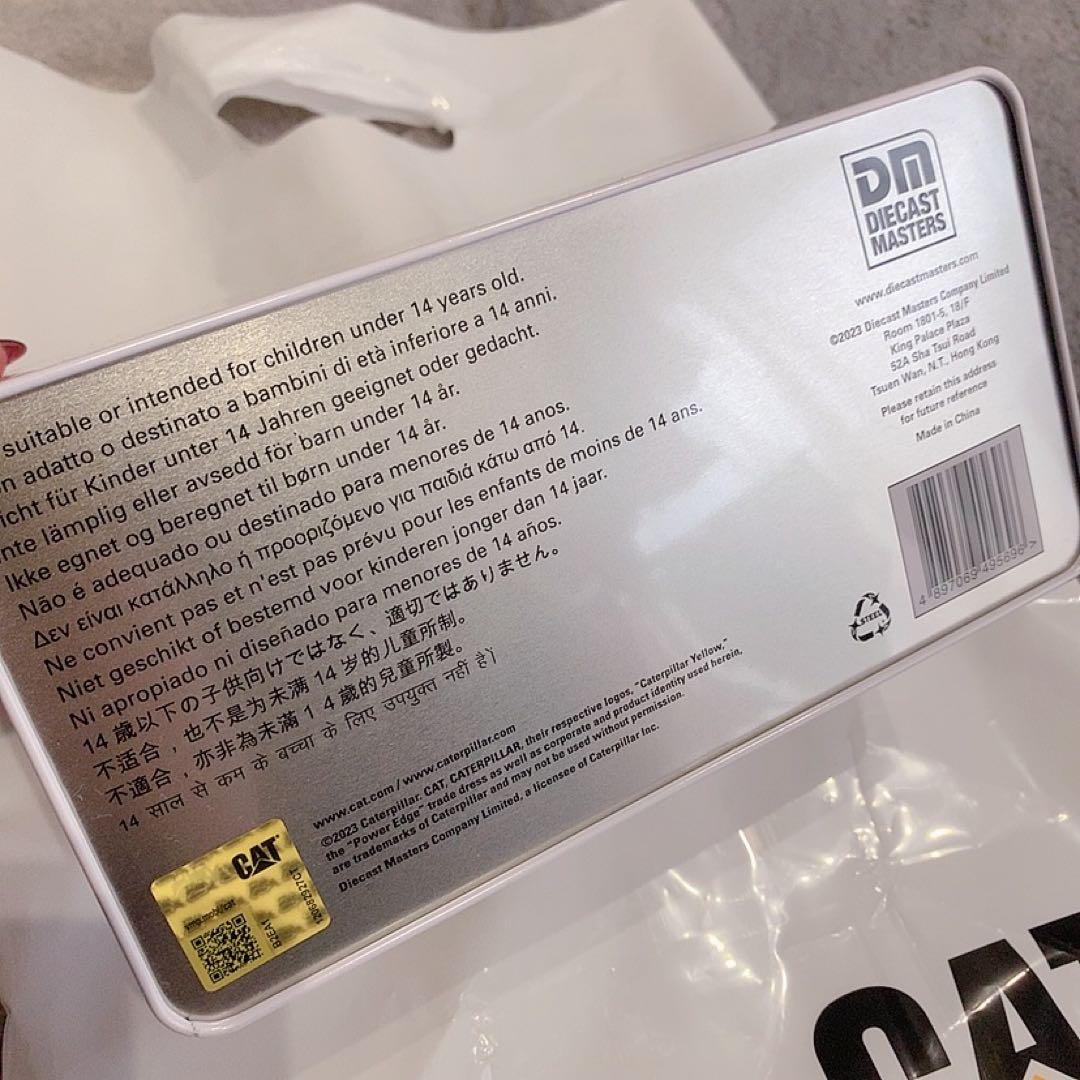 suitable or intended for children under 14 years old.
adatto o destinato a bambini di età inferiore a 14 anni.
icht für Kinder unter 14 Jahren geeignet oder gedacht.
nte lämplig eller avsedd för barn under 14 år.
Ikke egnet og beregnet til børn under 14 år.
Não é adequado ou destinado para menores de 14 anos.
Δεν είναι κατάλληλο ή προοριζόμενο για παιδιά κάτω από 14.
Ne convient pas et n'est pas prévu pour les enfants de moins de 14 ans.
Niet geschikt of bestemd voor kinderen jonger dan 14 jaar.
Ni apropiado ni diseñado para menores de 14 años.
14 歳以下の子供向けではなく、適切ではありません。
不适合，也不是为未满 14 岁的儿童所制。
不適合，亦非為未滿 1 4 歲的兒童所製。
14 साल से कम के बच्चा के लिए उपयुक्त नहीं है।
www.cat.com / www.caterpillar.com
©2023 Caterpillar. CAT, CATERPILLAR, their respective logos, "Caterpillar Yellow,"
the "Power Edge" trade dress as well as corporate and product identity used herein,
are trademarks of Caterpillar and may not be used without permission.
Diecast Masters Company Limited, a licensee of Caterpillar Inc.
CAT
ymgi.mobi/cat
B2EA1
120682927CT
DM
DIECAST
MASTERS
www.diecastmasters.com
©2023 Diecast Masters Company Limited
Room 1801-5, 18/F
King Palace Plaza
52A Sha Tsui Road
Tsuen Wan, N.T., Hong Kong
Please retain this address
for future reference
Made in China
4 897069 495696 >
STEEL
CAT